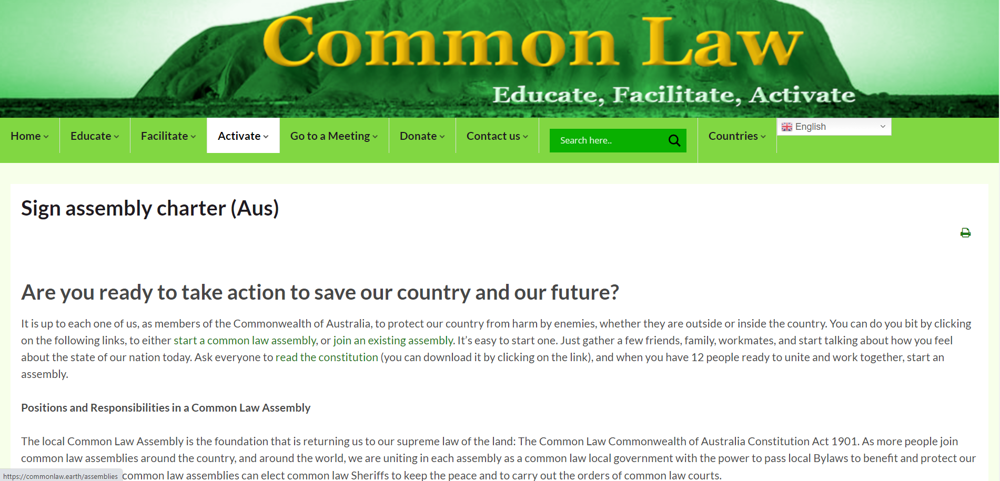 Common Law
Educate, Facilitate, Activate
Home
Educate
Facilitate
Activate
Go to a Meeting
Donate
Contact us
Search here..
Countries
English
Sign assembly charter (Aus)
Are you ready to take action to save our country and our future?
It is up to each one of us, as members of the Commonwealth of Australia, to protect our country from harm by enemies, whether they are outside or inside the country. You can do you bit by clicking
on the following links, to either start a common law assembly, or join an existing assembly. It’s easy to start one. Just gather a few friends, family, workmates, and start talking about how you feel
about the state of our nation today. Ask everyone to read the constitution (you can download it by clicking on the link), and when you have 12 people ready to unite and work together, start an
assembly.
Positions and Responsibilities in a Common Law Assembly
The local Common Law Assembly is the foundation that is returning us to our supreme law of the land: The Common Law Commonwealth of Australia Constitution Act 1901. As more people join
common law assemblies around the country, and around the world, we are uniting in each assembly as a common law local government with the power to pass local Bylaws to benefit and protect our
common law assemblies can elect common law Sheriffs to keep the peace and to carry out the orders of common law courts.
https://commonlaw.earth/assemblies